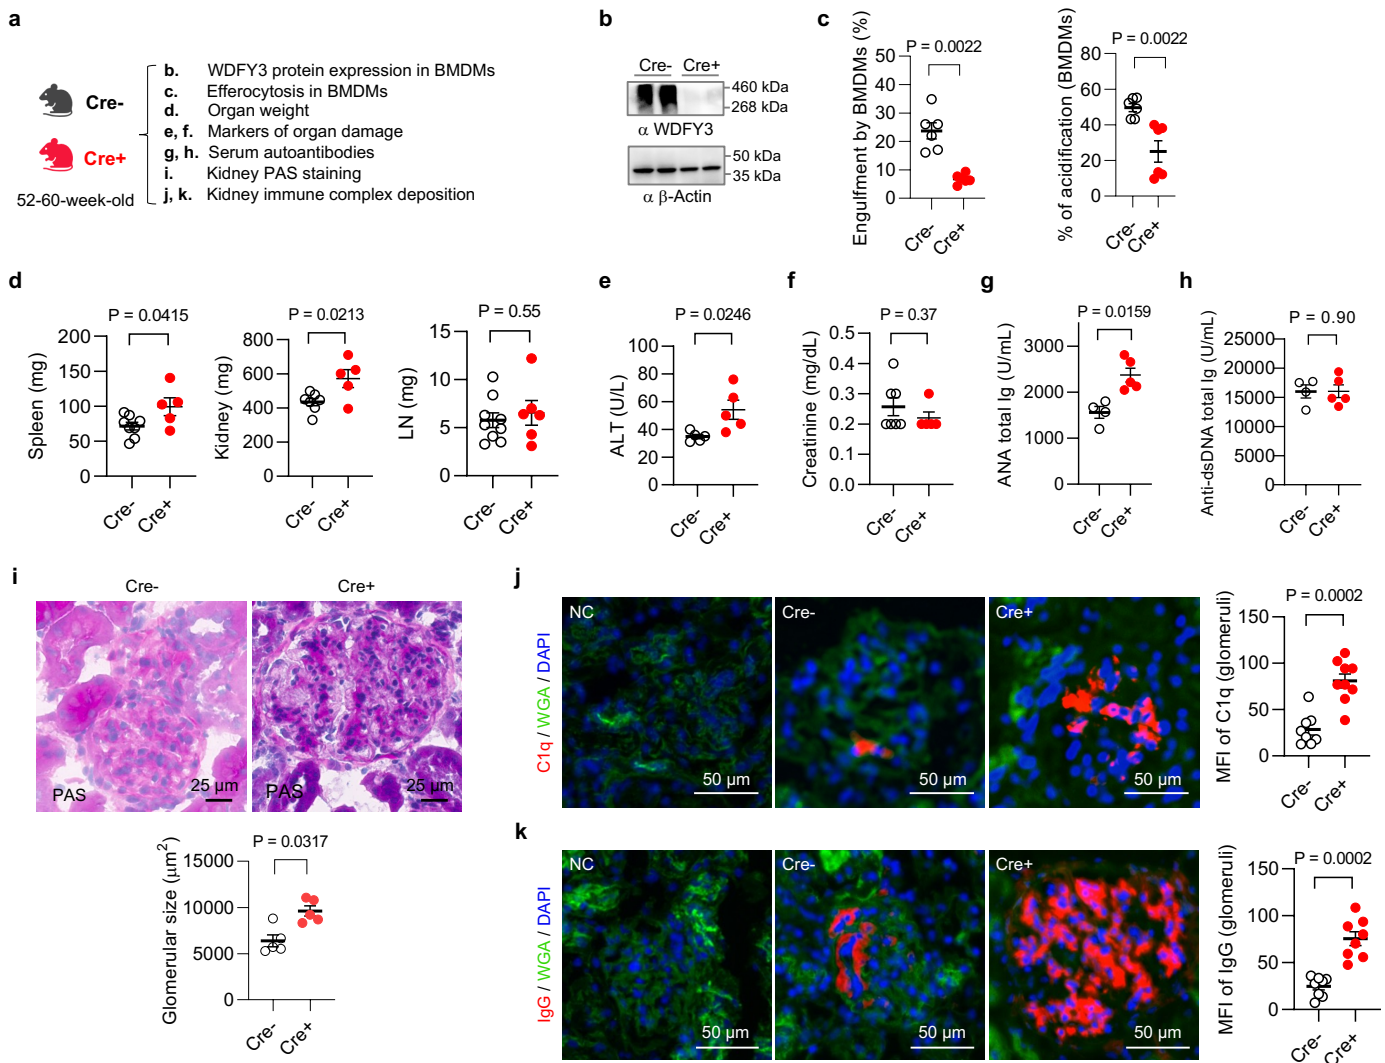 a
Cre-
Cre+
52-60-week-old
b. WDFY3 protein expression in BMDMs
c. Efferocytosis in BMDMs
d. Organ weight
e, f. Markers of organ damage
g, h. Serum autoantibodies
i. Kidney PAS staining
j, k. Kidney immune complex deposition
b
Cre- Cre+
460 kDa
268 kDa
α WDFY3
50 kDa
35 kDa
α β-Actin
c
Engulfment by BMDMs (%)
P = 0.0022
50
40
30
20
10
0
Cre- Cre+
% of acidification (BMDMs)
P = 0.0022
80
60
40
20
0
Cre- Cre+
d
Spleen (mg)
P = 0.0415
200
150
100
50
0
Cre- Cre+
Kidney (mg)
P = 0.0213
800
600
400
200
0
Cre- Cre+
LN (mg)
P = 0.55
15
10
5
0
Cre- Cre+
e
ALT (U/L)
P = 0.0246
100
80
60
40
20
0
Cre- Cre+
f
Creatinine (mg/dL)
P = 0.37
0.5
0.4
0.3
0.2
0.1
0.0
Cre- Cre+
g
ANA total Ig (U/mL)
P = 0.0159
3000
2000
1000
0
Cre- Cre+
h
Anti-dsDNA total Ig (U/mL)
P = 0.90
25000
20000
15000
10000
5000
0
Cre- Cre+
i
Cre- Cre+
PAS 25 µm
PAS 25 µm
Glomerular size (µm²)
P = 0.0317
15000
10000
5000
0
Cre- Cre+
j
C1q / WGA / DAPI
NC
50 µm
Cre-
50 µm
Cre+
50 µm
MFI of C1q (glomeruli)
P = 0.0002
150
100
50
0
Cre- Cre+
k
IgG / WGA / DAPI
NC
50 µm
Cre-
50 µm
Cre+
50 µm
MFI of IgG (glomeruli)
P = 0.0002
150
100
50
0
Cre- Cre+